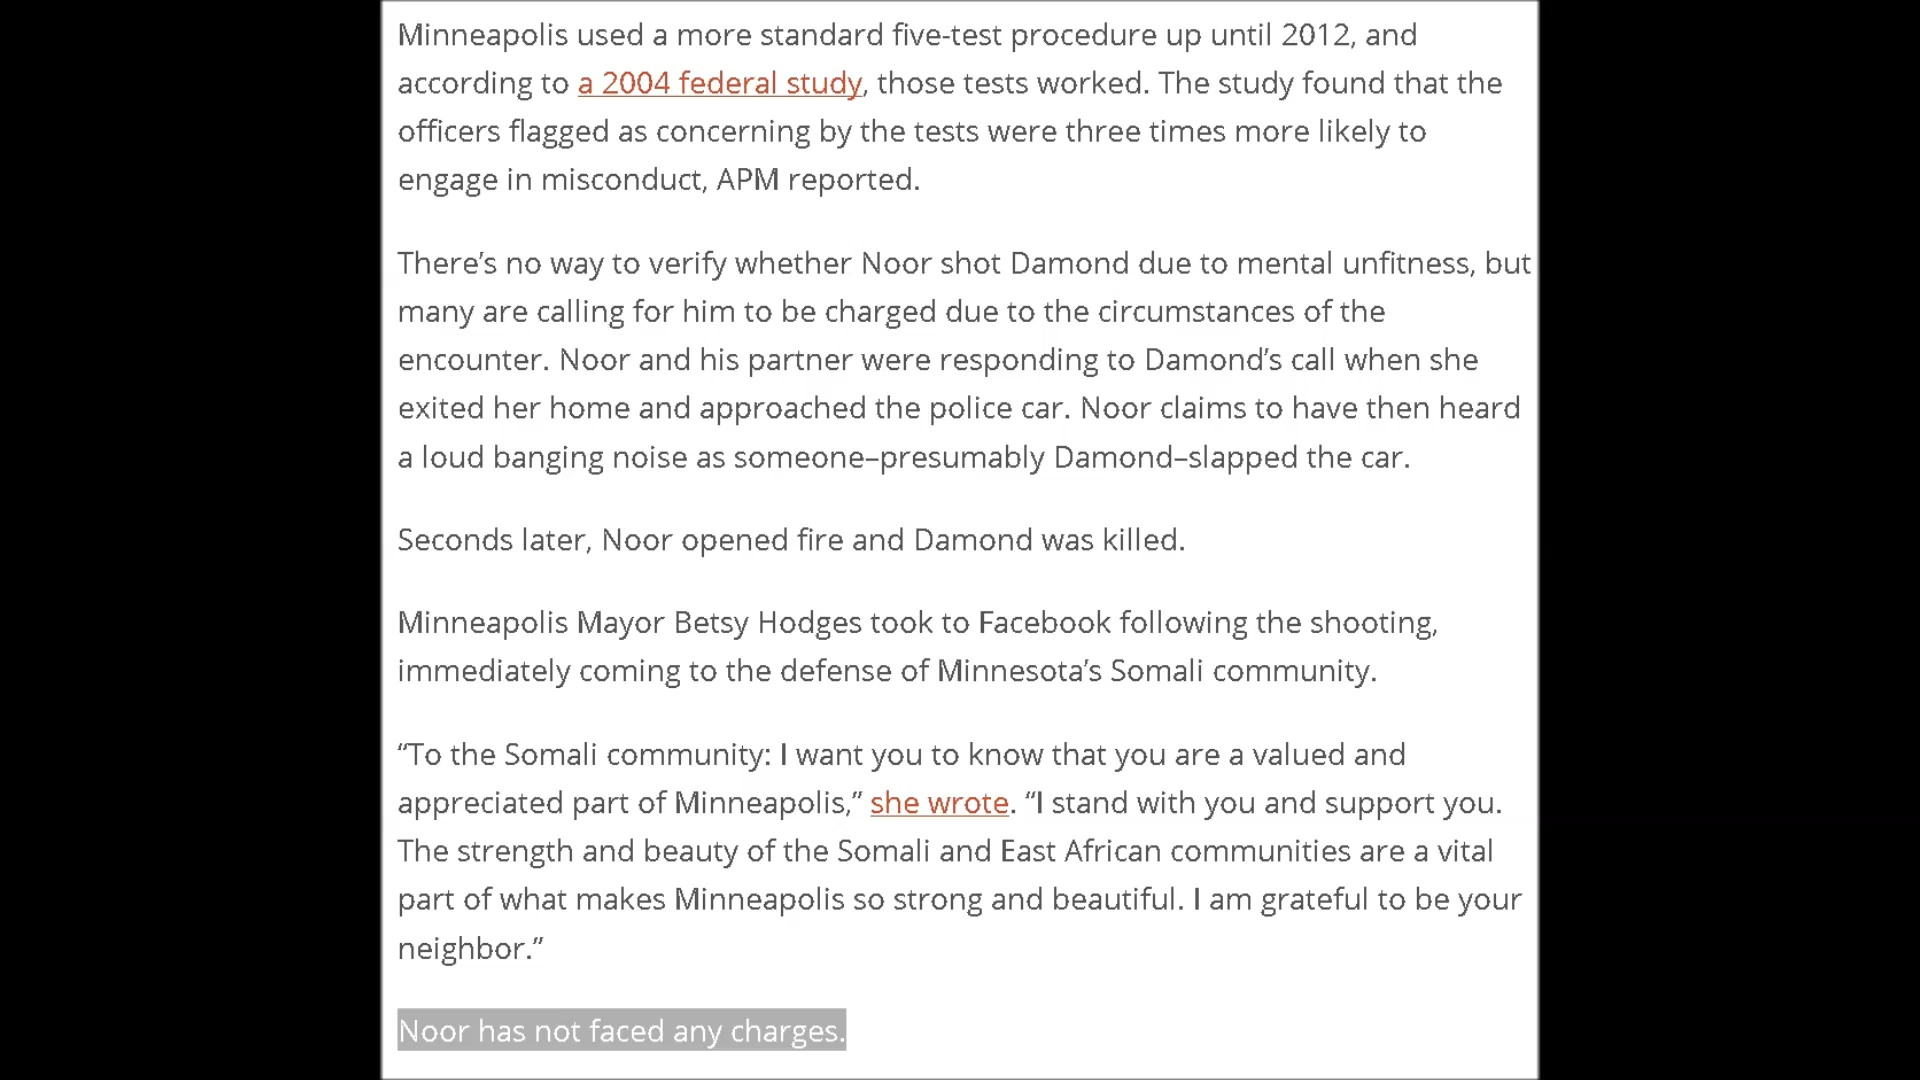 Minneapolis used a more standard five-test procedure up until 2012, and
according to a 2004 federal study, those tests worked. The study found that the
officers flagged as concerning by the tests were three times more likely to
engage in misconduct, APM reported.
There’s no way to verify whether Noor shot Damond due to mental unfitness, but
many are calling for him to be charged due to the circumstances of the
encounter. Noor and his partner were responding to Damond’s call when she
exited her home and approached the police car. Noor claims to have then heard
a loud banging noise as someone–presumably Damond–slapped the car.
Seconds later, Noor opened fire and Damond was killed.
Minneapolis Mayor Betsy Hodges took to Facebook following the shooting,
immediately coming to the defense of Minnesota’s Somali community.
“To the Somali community: I want you to know that you are a valued and
appreciated part of Minneapolis,” she wrote. “I stand with you and support you.
The strength and beauty of the Somali and East African communities are a vital
part of what makes Minneapolis so strong and beautiful. I am grateful to be your
neighbor.”
Noor has not faced any charges.